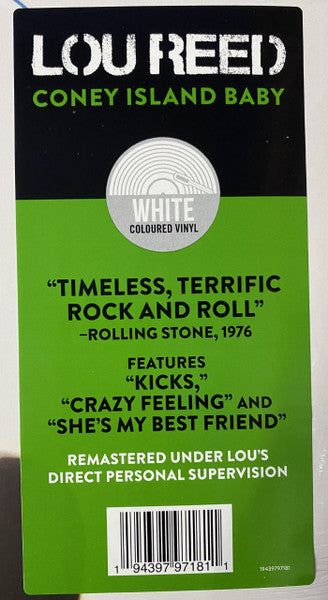 LOU REED
CONEY ISLAND BABY
WHITE
COLOURED VINYL
“TIMELESS, TERRIFIC
ROCK AND ROLL”
–ROLLING STONE, 1976
FEATURES
“KICKS,”
“CRAZY FEELING” AND
“SHE’S MY BEST FRIEND”
REMASTERED UNDER LOU’S
DIRECT PERSONAL SUPERVISION
1 94397 97181 1
19439797181